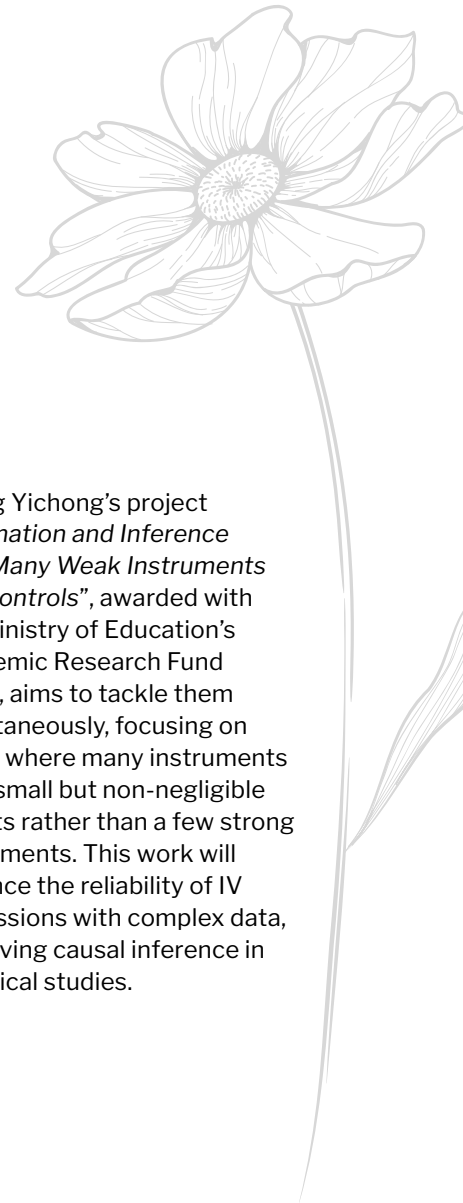 g Yichong’s project
nation and Inference
Many Weak Instruments
ontrols”, awarded with
inistry of Education’s
emic Research Fund
, aims to tackle them
taneously, focusing on
where many instruments
small but non-negligible
ts rather than a few strong
ments. This work will
nce the reliability of IV
ssions with complex data,
ving causal inference in
ical studies.